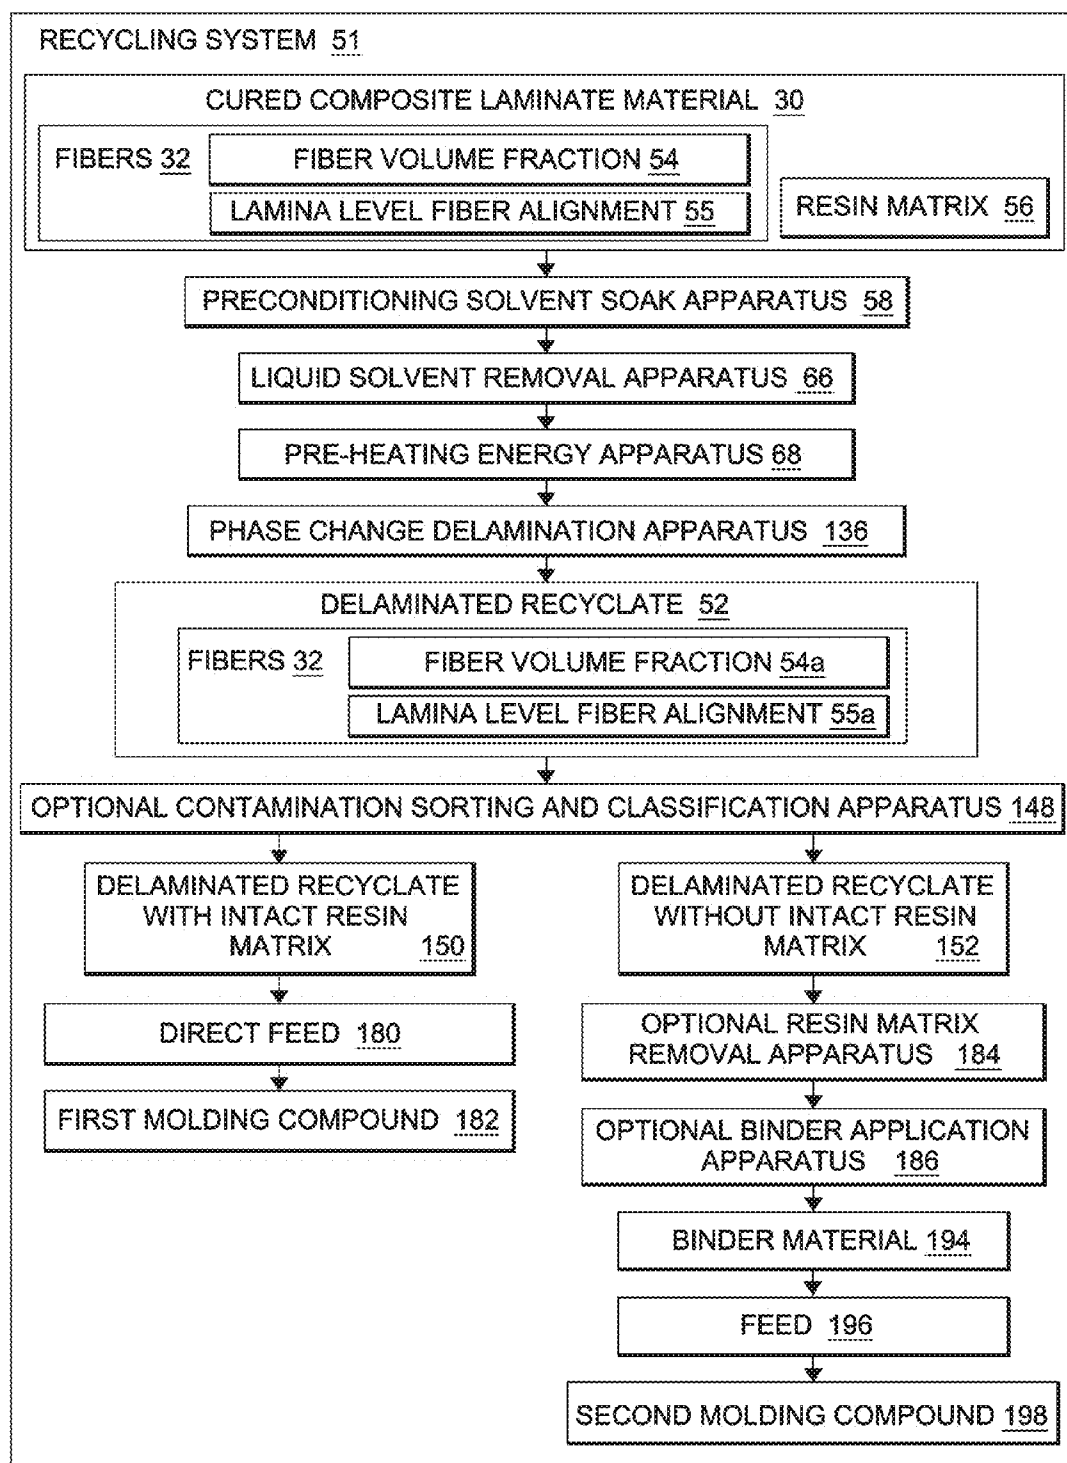 RECYCLING SYSTEM 51
CURED COMPOSITE LAMINATE MATERIAL 30
FIBERS 32
FIBER VOLUME FRACTION 54
LAMINA LEVEL FIBER ALIGNMENT 55
RESIN MATRIX 56
PRECONDITIONING SOLVENT SOAK APPARATUS 58
LIQUID SOLVENT REMOVAL APPARATUS 66
PRE-HEATING ENERGY APPARATUS 68
PHASE CHANGE DELAMINATION APPARATUS 136
DELAMINATED RECYCLATE 52
FIBERS 32
FIBER VOLUME FRACTION 54a
LAMINA LEVEL FIBER ALIGNMENT 55a
OPTIONAL CONTAMINATION SORTING AND CLASSIFICATION APPARATUS 148
DELAMINATED RECYCLATE
WITH INTACT RESIN
MATRIX 150
DIRECT FEED 180
FIRST MOLDING COMPOUND 182
DELAMINATED RECYCLATE
WITHOUT INTACT RESIN
MATRIX 152
OPTIONAL RESIN MATRIX
REMOVAL APPARATUS 184
OPTIONAL BINDER APPLICATION
APPARATUS 186
BINDER MATERIAL 194
FEED 196
SECOND MOLDING COMPOUND 198